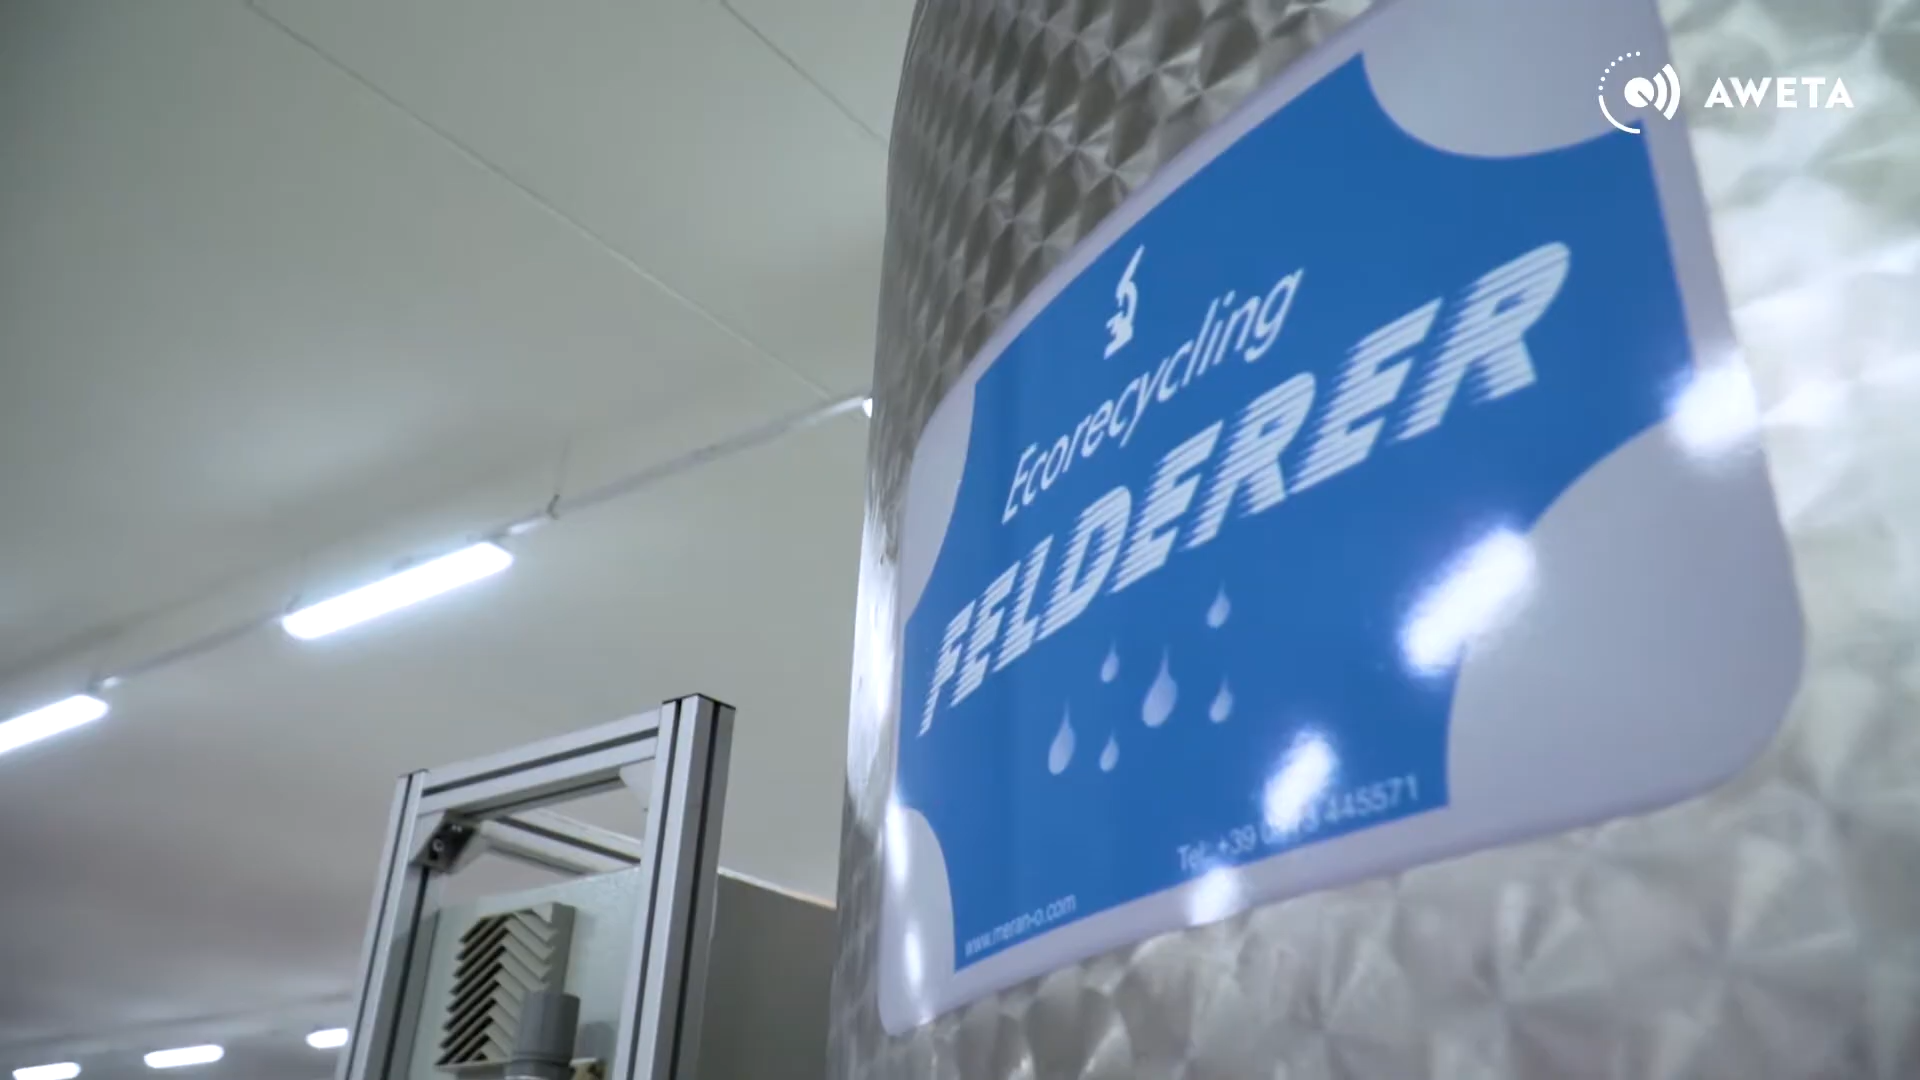 AWETA
Ecorecycling
FELDERER
Tel: +39 445571
www.meran-o.com